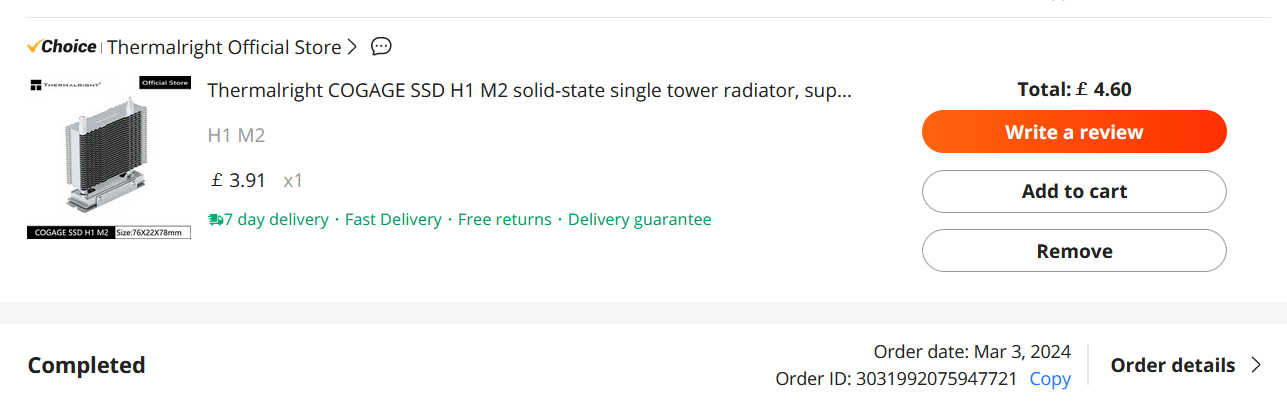 Choice | Thermalright Official Store >
THERMALRIGHT
Official Store
COGAGE SSD H1 M2 Size:76X22X78mm
Thermalright COGAGE SSD H1 M2 solid-state single tower radiator, sup...
H1 M2
£ 3.91 x1
7 day delivery · Fast Delivery · Free returns · Delivery guarantee
Total: £ 4.60
Write a review
Add to cart
Remove
Completed
Order date: Mar 3, 2024
Order ID: 3031992075947721 Copy
Order details >